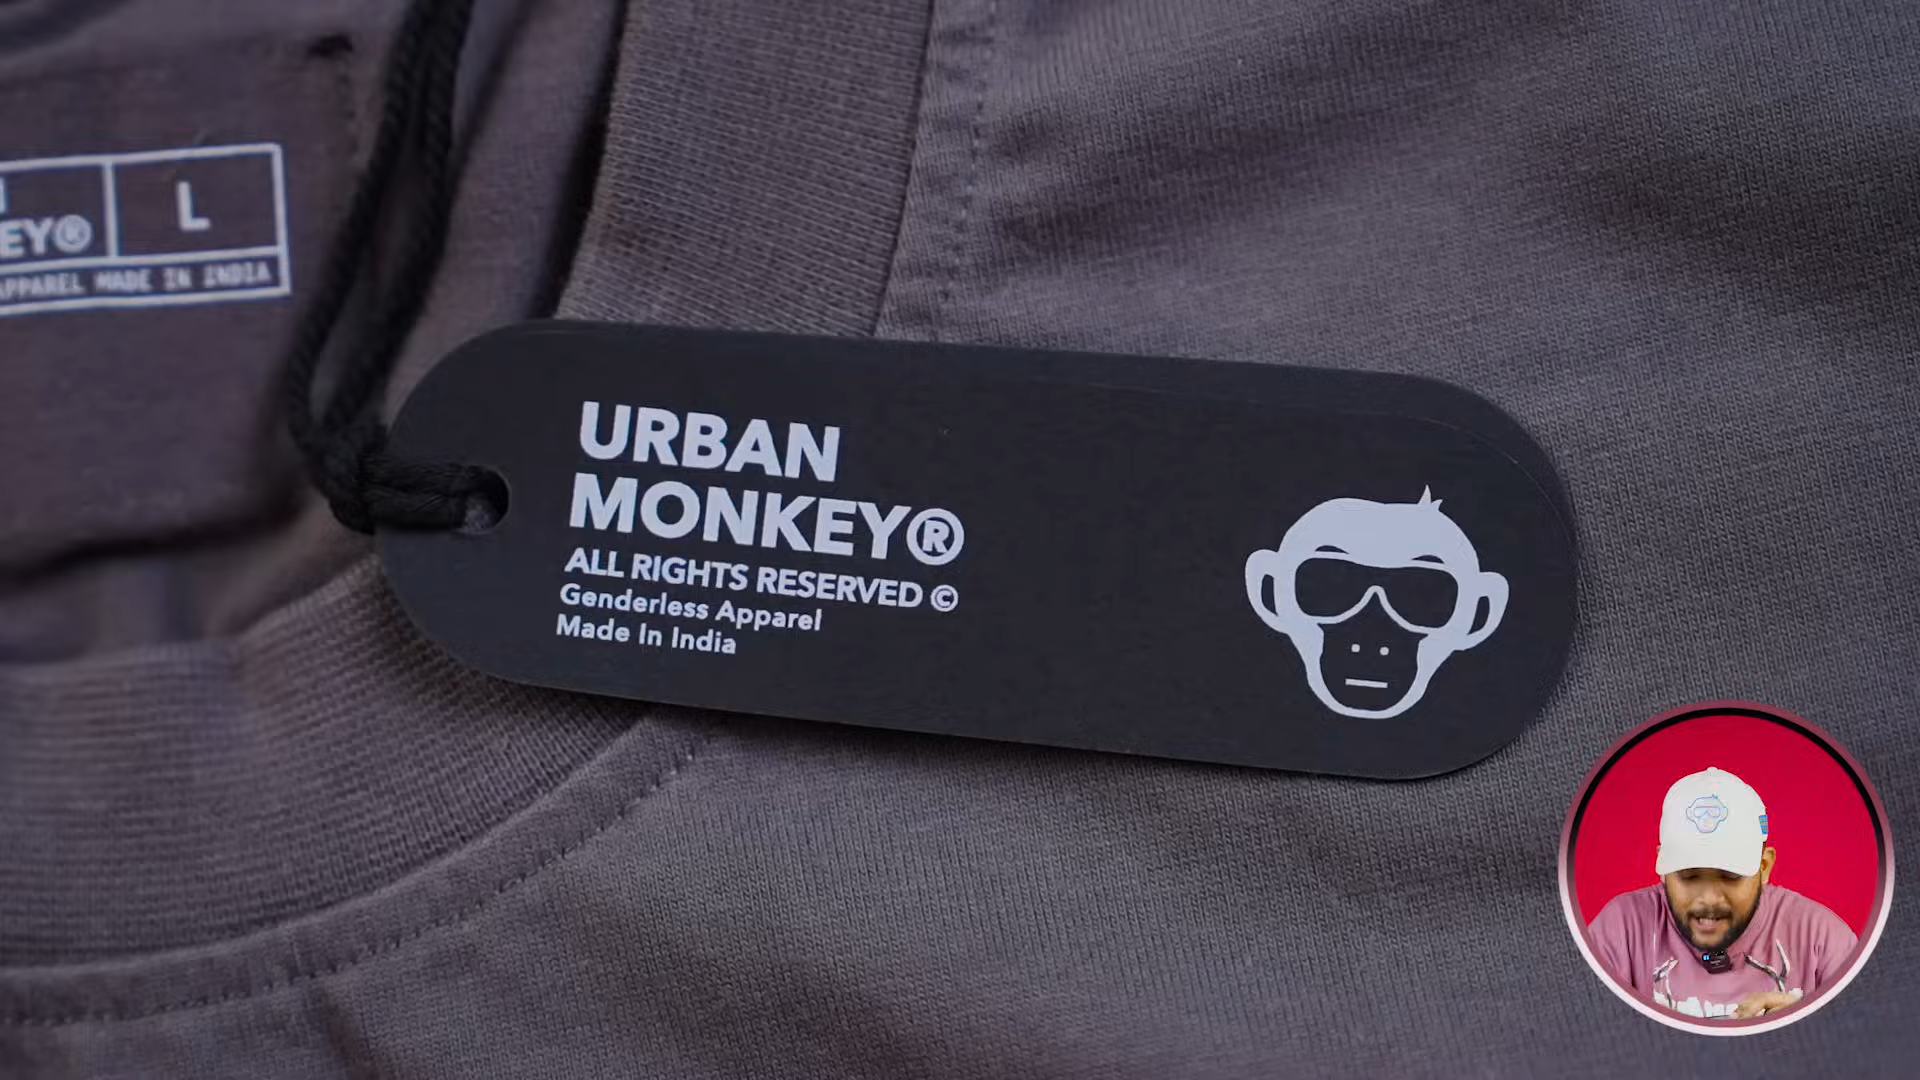 EY®
L
APPAREL MADE IN INDIA
URBAN
MONKEY®
ALL RIGHTS RESERVED ©
Genderless Apparel
Made In India